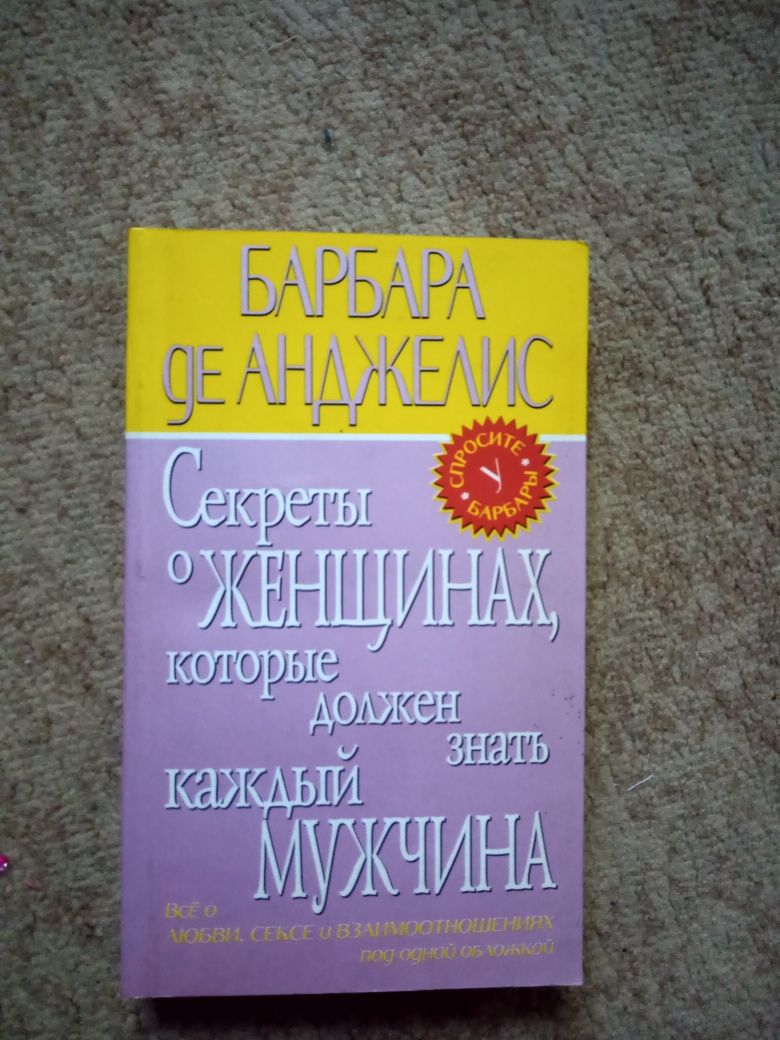 БАРБАРА
де АНДЖЕЛИС
СПРОСИТЕ
У
БАРБАРЫ
Секреты
о ЖЕНЩИНАХ,
которые
должен
знать
каждый
МУЖЧИНА
Всё о
ЛЮБВИ, СЕКСЕ и ВЗАИМООТНОШЕНИЯХ
под одной обложкой